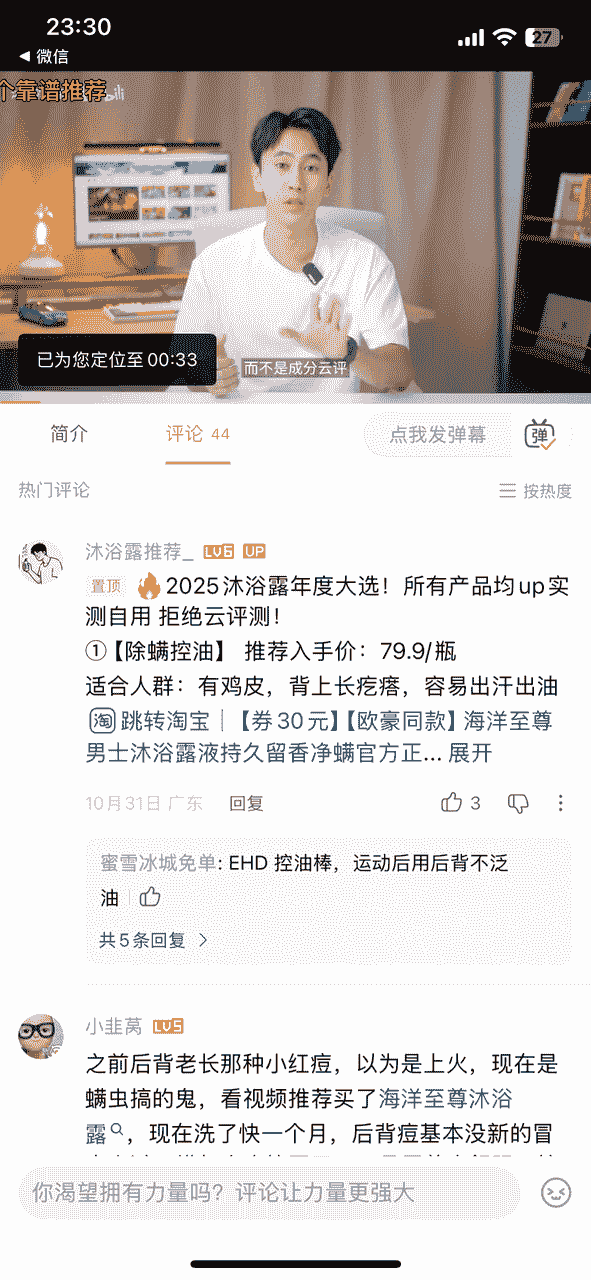 23:30
27
◀ 微信
个靠谱推荐
bili
已为您定位至 00:33
而不是成分云评
简介
评论 44
点我发弹幕
弹
热门评论
按热度
沐浴露推荐_ LV6 UP
置顶 🔥2025沐浴露年度大选！所有产品均up实
测自用 拒绝云评测！
①【除螨控油】 推荐入手价：79.9/瓶
适合人群：有鸡皮，背上长疙瘩，容易出汗出油
淘 跳转淘宝｜【券30元】【欧豪同款】海洋至尊
男士沐浴露液持久留香净螨官方正... 展开
10月31日 广东 回复
3
蜜雪冰城免单: EHD 控油棒，运动后用后背不泛
油
共5条回复 >
小韭莴 LV5
之前后背老长那种小红痘，以为是上火，现在是
螨虫搞的鬼，看视频推荐买了海洋至尊沐浴
露，现在洗了快一个月，后背痘基本没新的冒
你渴望拥有力量吗？评论让力量更强大